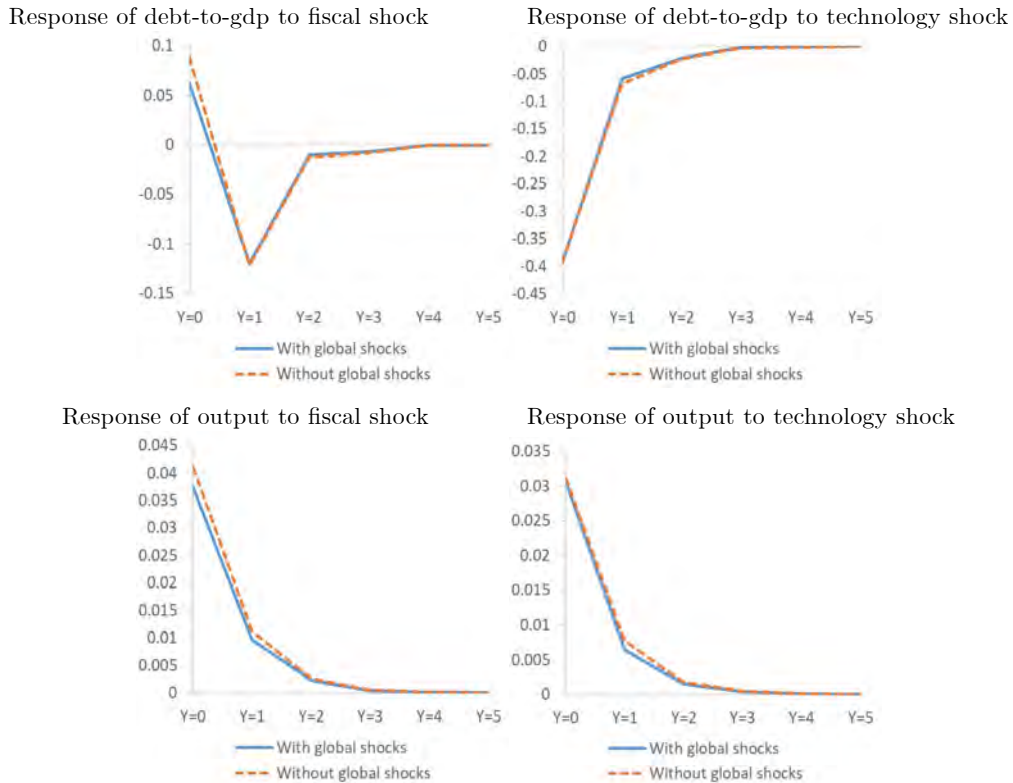 Response of debt-to-gdp to fiscal shock
0.1
0.05
0
-0.05
-0.1
-0.15
Y=0 Y=1 Y=2 Y=3 Y=4 Y=5
With global shocks
Without global shocks
Response of debt-to-gdp to technology shock
0
-0.05
-0.1
-0.15
-0.2
-0.25
-0.3
-0.35
-0.4
-0.45
Y=0 Y=1 Y=2 Y=3 Y=4 Y=5
With global shocks
Without global shocks
Response of output to fiscal shock
0.045
0.04
0.035
0.03
0.025
0.02
0.015
0.01
0.005
0
Y=0 Y=1 Y=2 Y=3 Y=4 Y=5
With global shocks
Without global shocks
Response of output to technology shock
0.035
0.03
0.025
0.02
0.015
0.01
0.005
0
Y=0 Y=1 Y=2 Y=3 Y=4 Y=5
With global shocks
Without global shocks